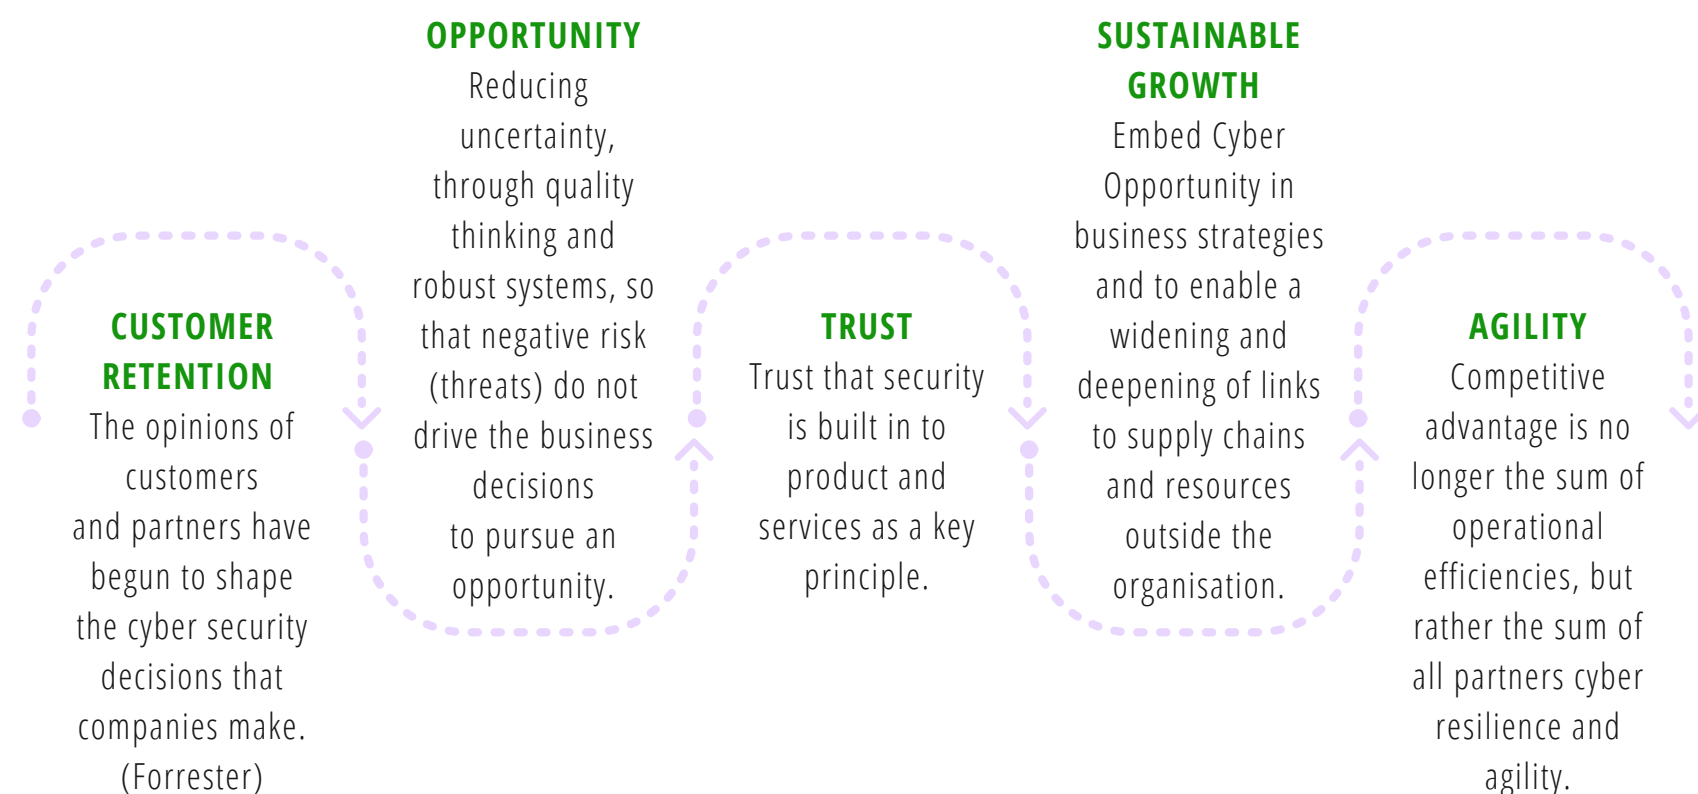 CUSTOMER
RETENTION
The opinions of
customers
and partners have
begun to shape
the cyber security
decisions that
companies make.
(Forrester)
OPPORTUNITY
Reducing
uncertainty,
through quality
thinking and
robust systems, so
that negative risk
(threats) do not
drive the business
decisions
to pursue an
opportunity.
TRUST
Trust that security
is built in to
product and
services as a key
principle.
SUSTAINABLE
GROWTH
Embed Cyber
Opportunity in
business strategies
and to enable a
widening and
deepening of links
to supply chains
and resources
outside the
organisation.
AGILITY
Competitive
advantage is no
longer the sum of
operational
efficiencies, but
rather the sum of
all partners cyber
resilience and
agility.